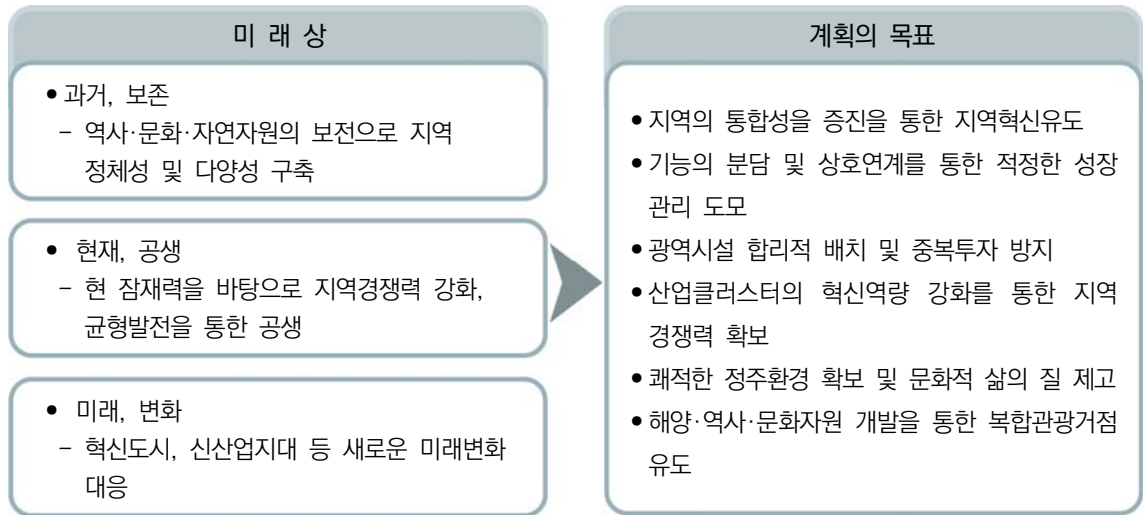 미 래 상
• 과거, 보존
– 역사·문화·자연자원의 보전으로 지역
정체성 및 다양성 구축
• 현재, 공생
– 현 잠재력을 바탕으로 지역경쟁력 강화,
균형발전을 통한 공생
• 미래, 변화
– 혁신도시, 신산업지대 등 새로운 미래변화
대응
계획의 목표
• 지역의 통합성을 증진을 통한 지역혁신유도
• 기능의 분담 및 상호연계를 통한 적정한 성장
관리 도모
• 광역시설 합리적 배치 및 중복투자 방지
• 산업클러스터의 혁신역량 강화를 통한 지역
경쟁력 확보
• 쾌적한 정주환경 확보 및 문화적 삶의 질 제고
• 해양·역사·문화자원 개발을 통한 복합관광거점
유도